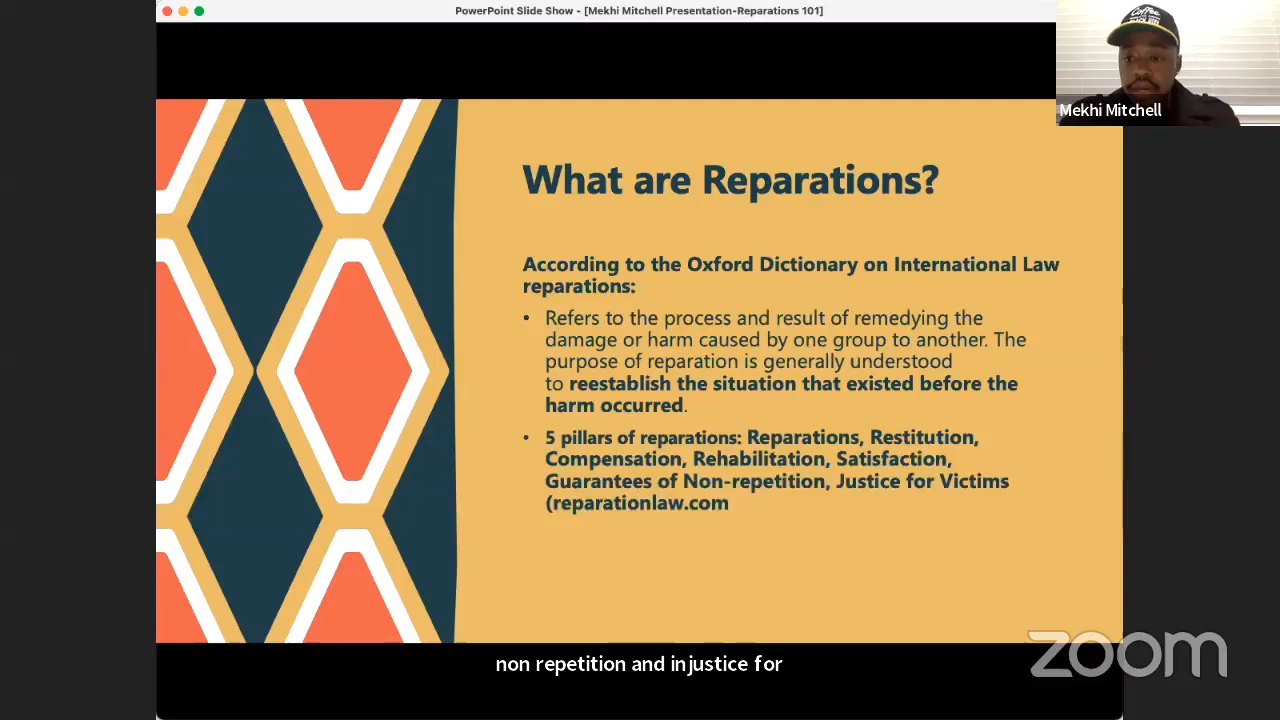 PowerPoint Slide Show - [Mekhi Mitchell Presentation-Reparations 101]
Coffee
Mekhi Mitchell
What are Reparations?
According to the Oxford Dictionary on International Law
reparations:
• Refers to the process and result of remedying the
damage or harm caused by one group to another. The
purpose of reparation is generally understood
to reestablish the situation that existed before the
harm occurred.
• 5 pillars of reparations: Reparations, Restitution,
Compensation, Rehabilitation, Satisfaction,
Guarantees of Non-repetition, Justice for Victims
(reparationlaw.com
zoom
non repetition and injustice for